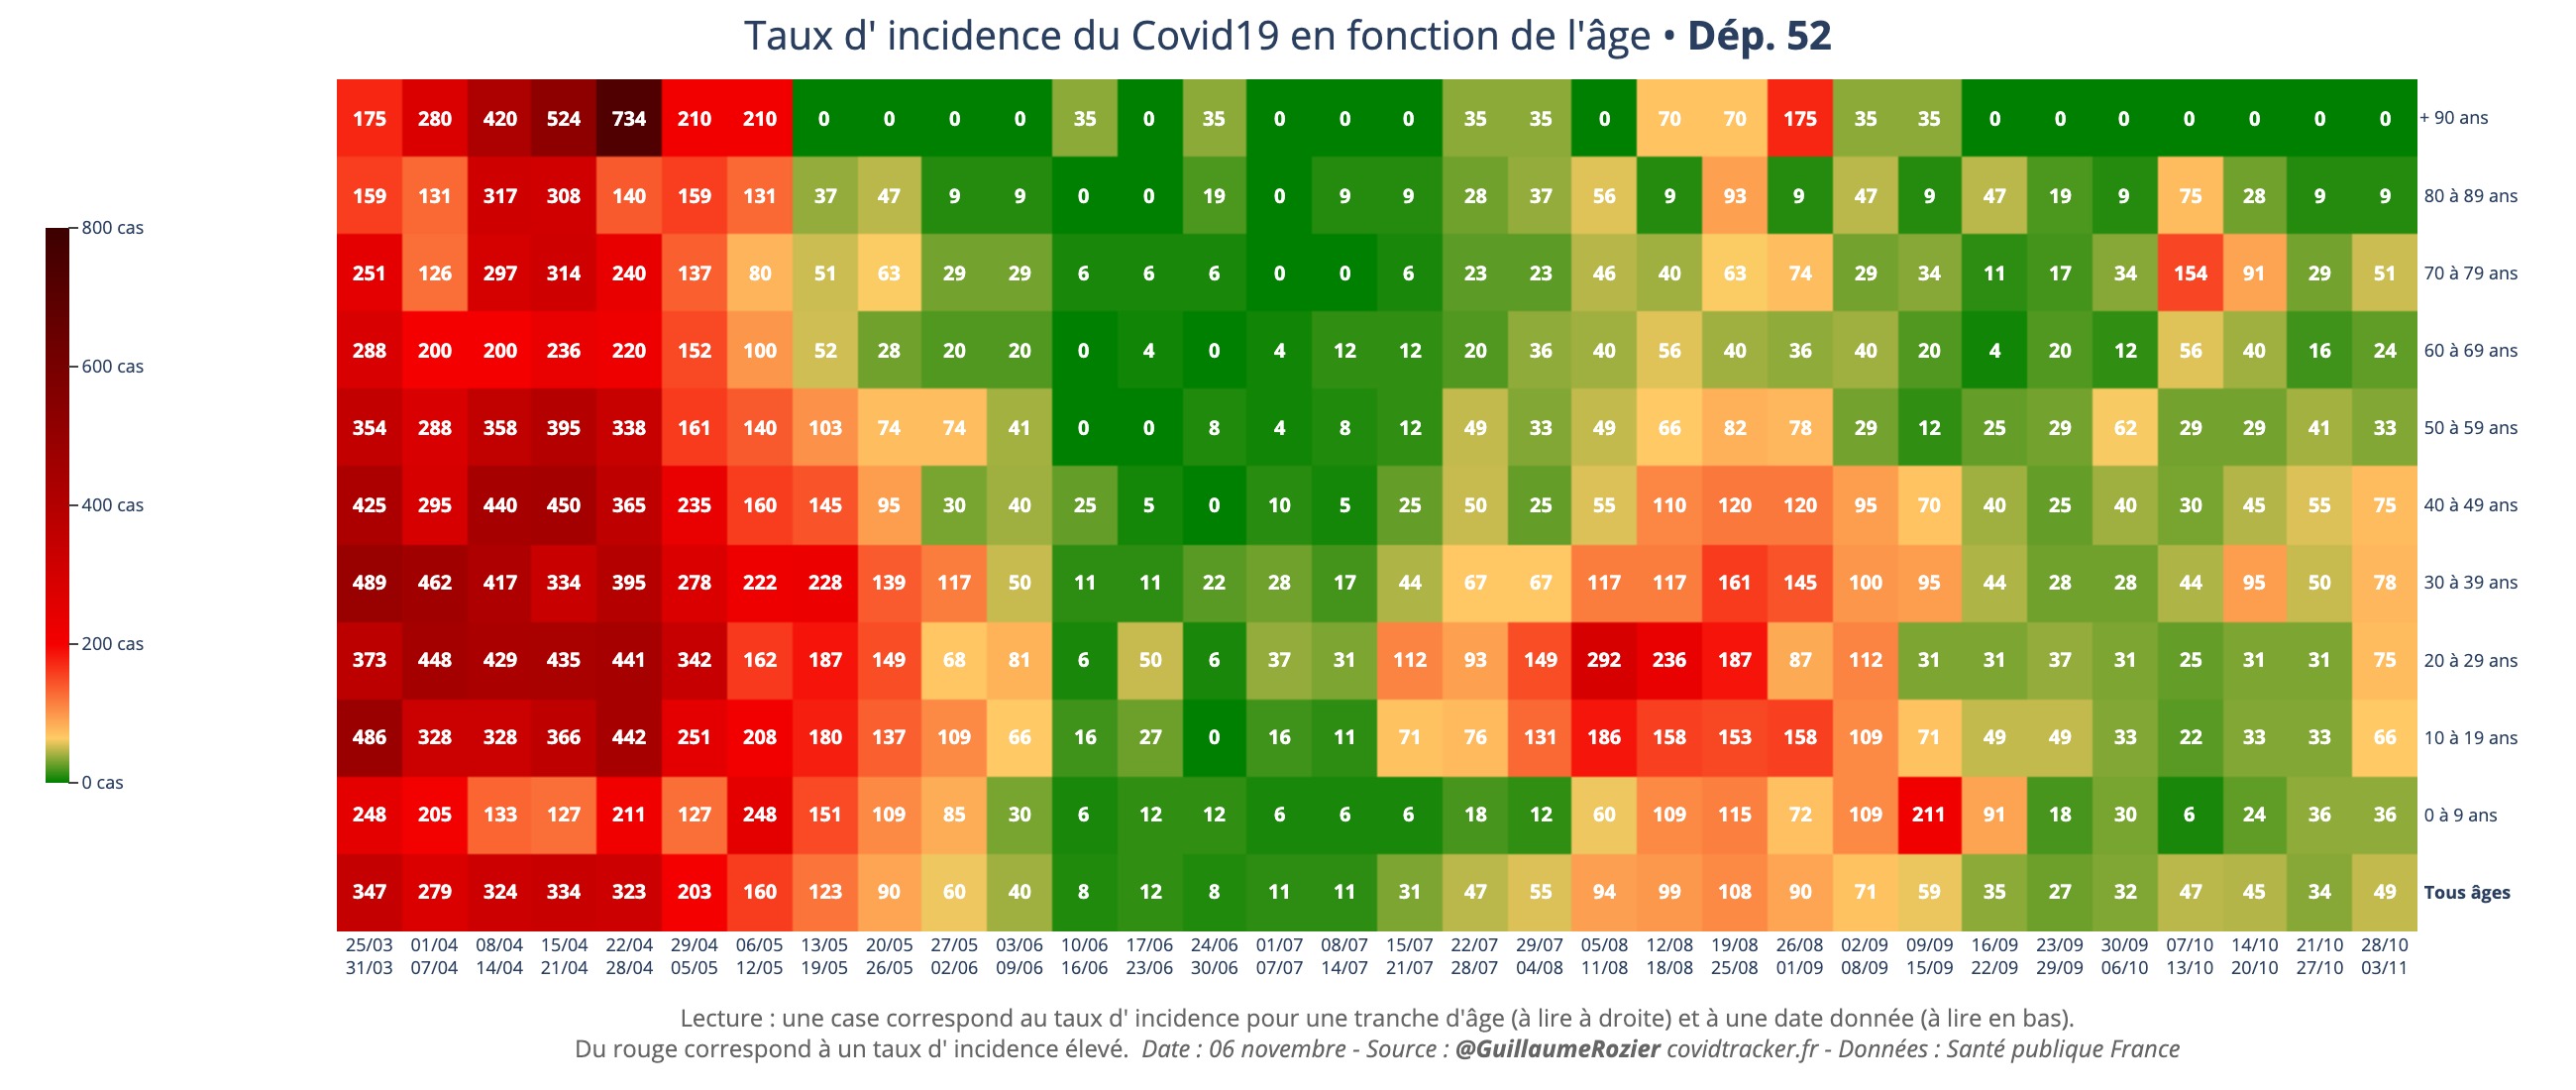 Taux d' incidence du Covid19 en fonction de l'âge • Dép. 52
800 cas
600 cas
400 cas
200 cas
0 cas
175 280 420 524 734 210 210 0 0 0 0 35 0 35 0 0 0 35 35 0 70 70 175 35 35 0 0 0 0 0 0 0 + 90 ans
159 131 317 308 140 159 131 37 47 9 9 0 0 19 0 9 9 28 37 56 9 93 9 47 9 47 19 9 75 28 9 9 80 à 89 ans
251 126 297 314 240 137 80 51 63 29 29 6 6 6 0 0 6 23 23 46 40 63 74 29 34 11 17 34 154 91 29 51 70 à 79 ans
288 200 200 236 220 152 100 52 28 20 20 0 4 0 4 12 12 20 36 40 56 40 36 40 20 4 20 12 56 40 16 24 60 à 69 ans
354 288 358 395 338 161 140 103 74 74 41 0 0 8 4 8 12 49 33 49 66 82 78 29 12 25 29 62 29 29 41 33 50 à 59 ans
425 295 440 450 365 235 160 145 95 30 40 25 5 0 10 5 25 50 25 55 110 120 120 95 70 40 25 40 30 45 55 75 40 à 49 ans
489 462 417 334 395 278 222 228 139 117 50 11 11 22 28 17 44 67 67 117 117 161 145 100 95 44 28 28 44 95 50 78 30 à 39 ans
373 448 429 435 441 342 162 187 149 68 81 6 50 6 37 31 112 93 149 292 236 187 87 112 31 31 37 31 25 31 31 75 20 à 29 ans
486 328 328 366 442 251 208 180 137 109 66 16 27 0 16 11 71 76 131 186 158 153 158 109 71 49 49 33 22 33 33 66 10 à 19 ans
248 205 133 127 211 127 248 151 109 85 30 6 12 12 6 6 6 18 12 60 109 115 72 109 211 91 18 30 6 24 36 36 0 à 9 ans
347 279 324 334 323 203 160 123 90 60 40 8 12 8 11 11 31 47 55 94 99 108 90 71 59 35 27 32 47 45 34 49 Tous âges
25/03 01/04 08/04 15/04 22/04 29/04 06/05 13/05 20/05 27/05 03/06 10/06 17/06 24/06 01/07 08/07 15/07 22/07 29/07 05/08 12/08 19/08 26/08 02/09 09/09 16/09 23/09 30/09 07/10 14/10 21/10 28/10
31/03 07/04 14/04 21/04 28/04 05/05 12/05 19/05 26/05 02/06 09/06 16/06 23/06 30/06 07/07 14/07 21/07 28/07 04/08 11/08 18/08 25/08 01/09 08/09 15/09 22/09 29/09 06/10 13/10 20/10 27/10 03/11
Lecture : une case correspond au taux d' incidence pour une tranche d'âge (à lire à droite) et à une date donnée (à lire en bas).
Du rouge correspond à un taux d' incidence élevé. Date : 06 novembre - Source : @GuillaumeRozier covidtracker.fr - Données : Santé publique France